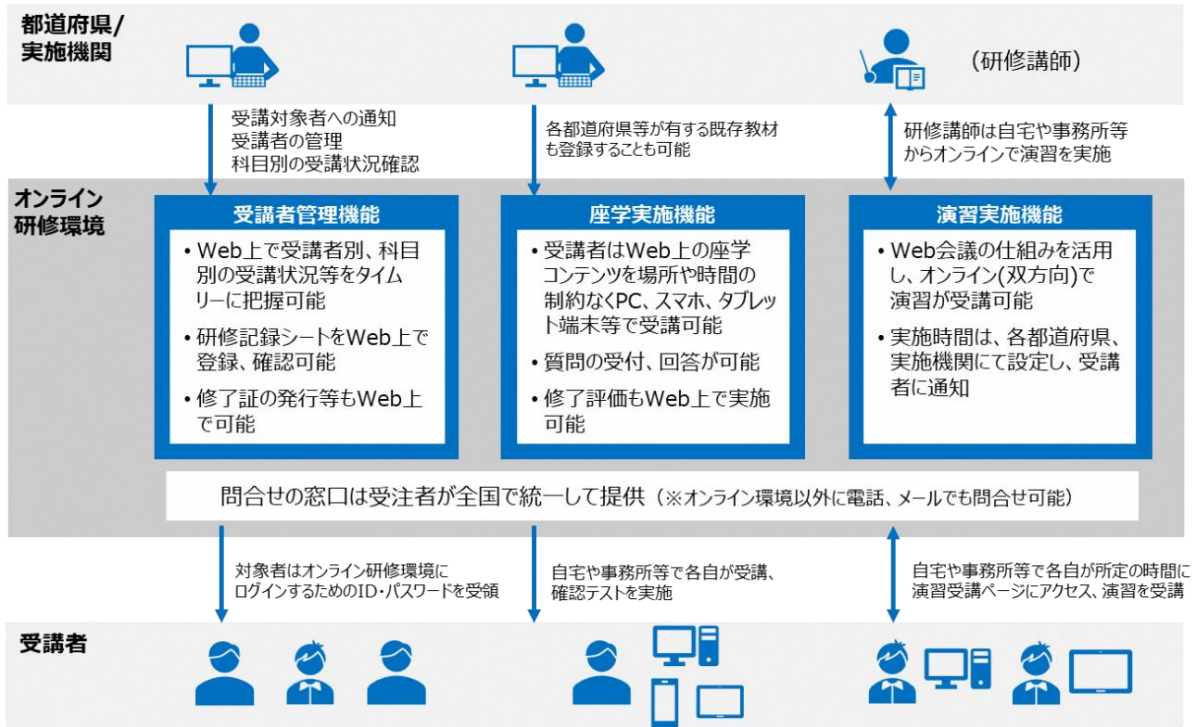 都道府県/
実施機関
(研修講師)
受講対象者への通知
受講者の管理
科目別の受講状況確認
各都道府県等が有する既存教材
も登録することも可能
研修講師は自宅や事務所等
からオンラインで演習を実施
オンライン
研修環境
受講者管理機能
• Web上で受講者別、科目
別の受講状況等をタイム
リーに把握可能
• 研修記録シートをWeb上で
登録、確認可能
• 修了証の発行等もWeb上
で可能
座学実施機能
• 受講者はWeb上の座学
コンテンツを場所や時間の
制約なくPC、スマホ、タブレッ
ト端末等で受講可能
• 質問の受付、回答が可能
• 修了評価もWeb上で実施
可能
演習実施機能
• Web会議の仕組みを活用
し、オンライン(双方向)で
演習が受講可能
• 実施時間は、各都道府県、
実施機関にて設定し、受講
者に通知
問合せの窓口は受注者が全国で統一して提供（※オンライン環境以外に電話、メールでも問合せ可能）
対象者はオンライン研修環境に
ログインするためのID・パスワードを受領
自宅や事務所等で各自が受講、
確認テストを実施
自宅や事務所等で各自が所定の時間に
演習受講ページにアクセス、演習を受講
受講者